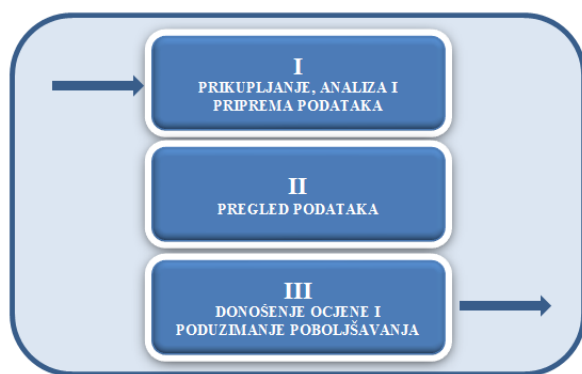 I
PRIKUPLJANJE, ANALIZA I
PRIPREMA PODATAKA
II
PREGLED PODATAKA
III
DONOŠENJE OCJENE I
PODUZIMANJE POBOLJŠAVANJA